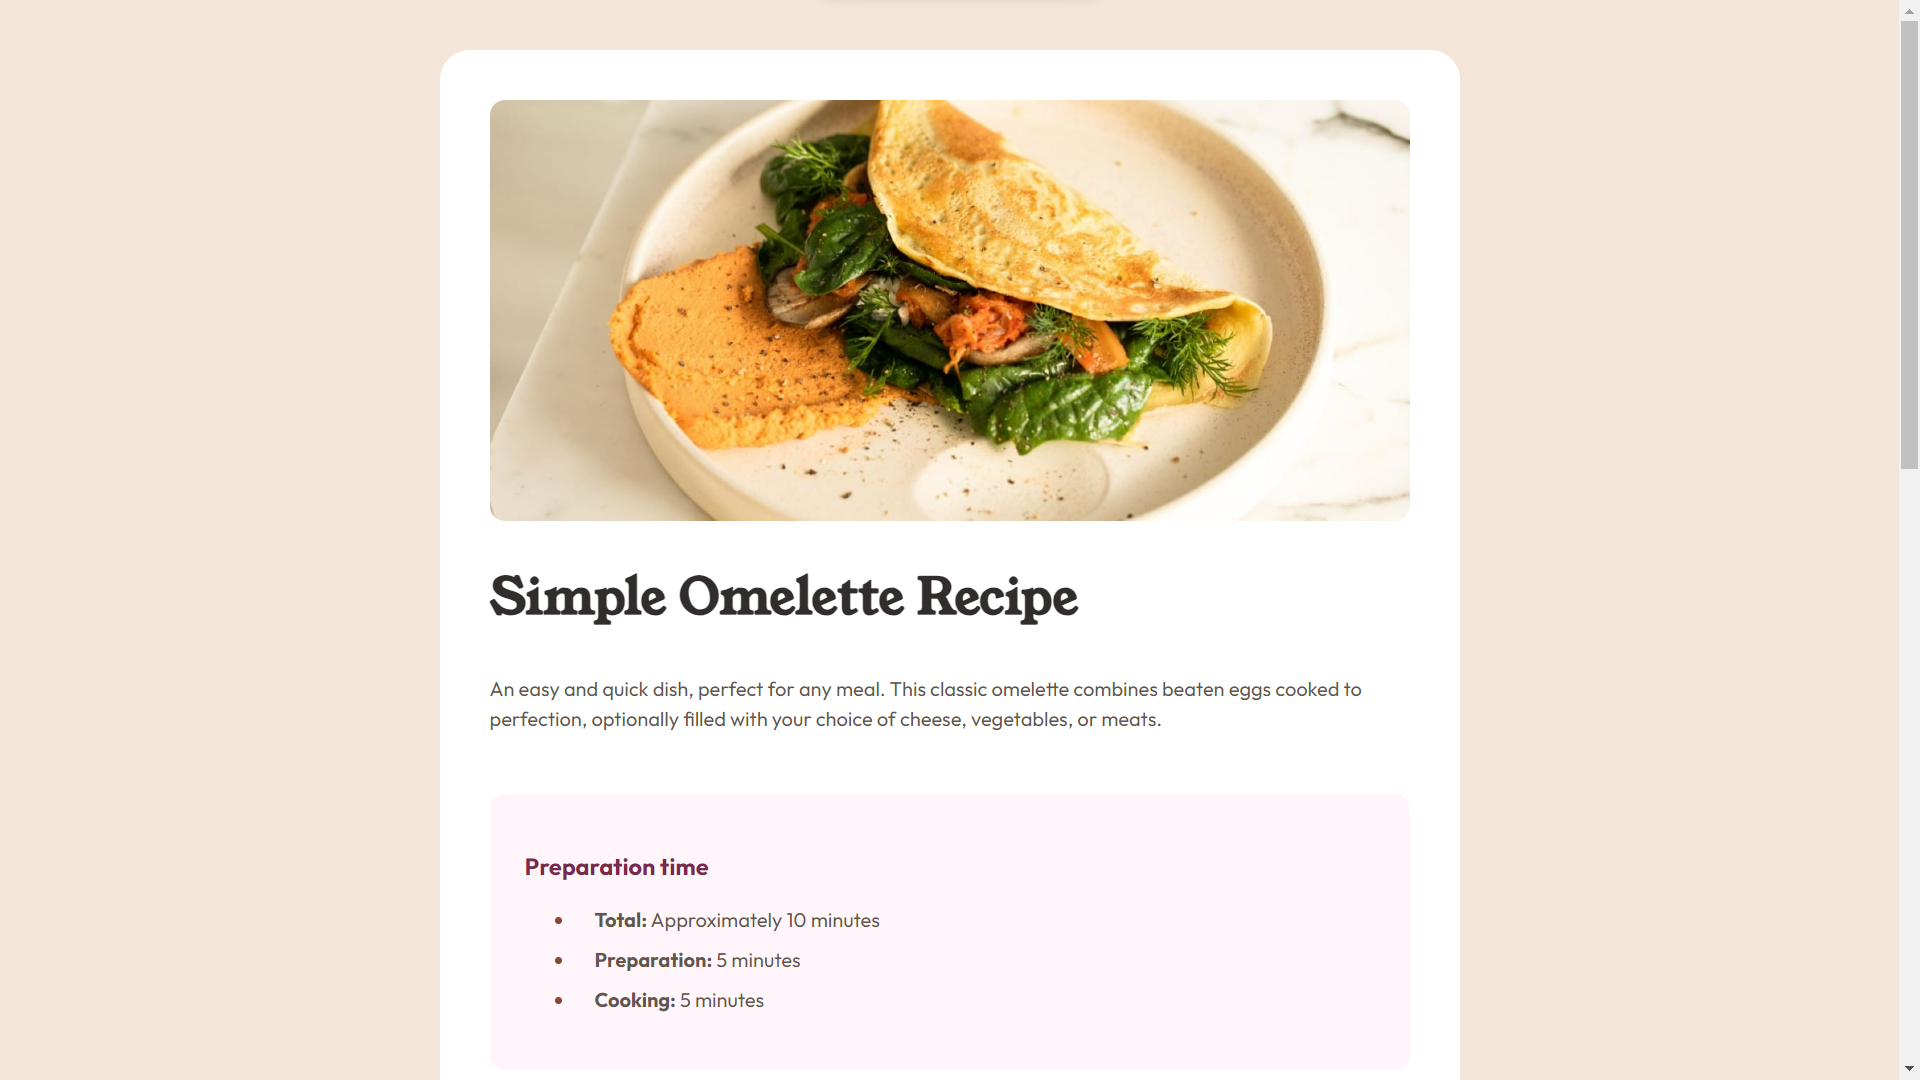 Simple Omelette Recipe
An easy and quick dish, perfect for any meal. This classic omelette combines beaten eggs cooked to
perfection, optionally filled with your choice of cheese, vegetables, or meats.
Preparation time
Total: Approximately 10 minutes
Preparation: 5 minutes
Cooking: 5 minutes